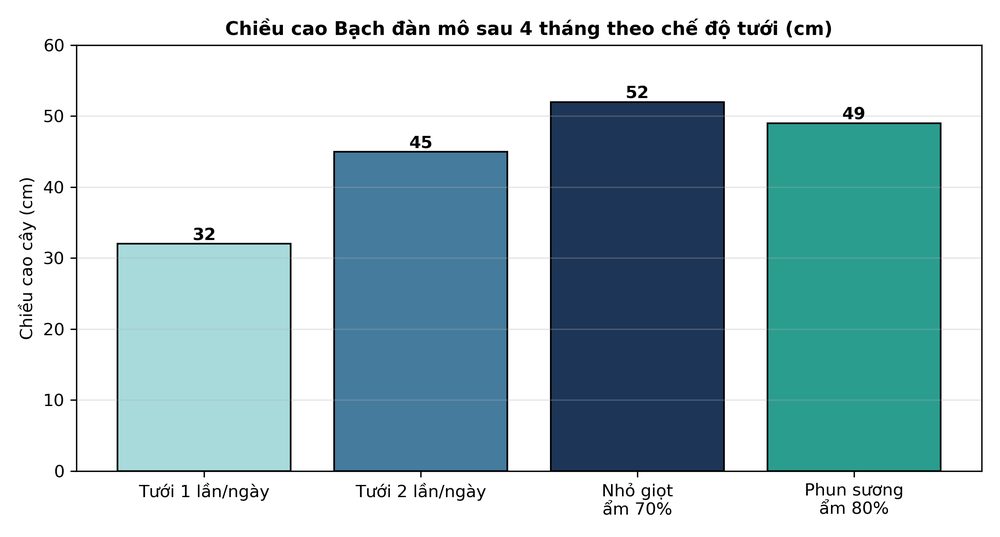 Chiều cao Bạch đàn mô sau 4 tháng theo chế độ tưới (cm)
Chiều cao cây (cm)
60
50
40
30
20
10
0
32
45
52
49
Tưới 1 lần/ngày
Tưới 2 lần/ngày
Nhỏ giọt
ẩm 70%
Phun sương
ẩm 80%